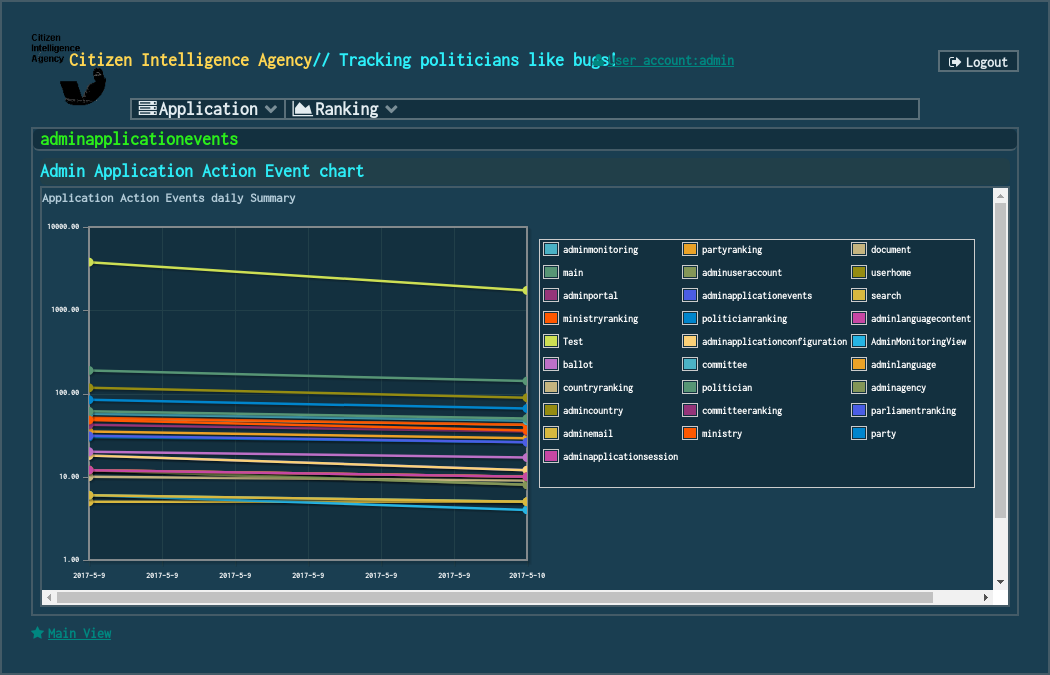 Citizen
Intelligence
Agency
Citizen Intelligence Agency// Tracking politicians like bugs!
User account:admin
Logout
Application
Ranking
adminapplicationevents
Admin Application Action Event chart
Application Action Events daily Summary
10000.00
1000.00
100.00
10.00
1.00
2017-5-9 2017-5-9 2017-5-9 2017-5-9 2017-5-9 2017-5-9 2017-5-10
adminmonitoring partyranking document
main adminuseraccount userhome
adminportal adminapplicationevents search
ministryranking politicianranking adminlanguagecontent
Test adminapplicationconfiguration AdminMonitoringView
ballot committee adminlanguage
countryranking politician adminagency
admincountry committeeranking parliamentranking
adminemail ministry party
adminapplicationsession
Main View